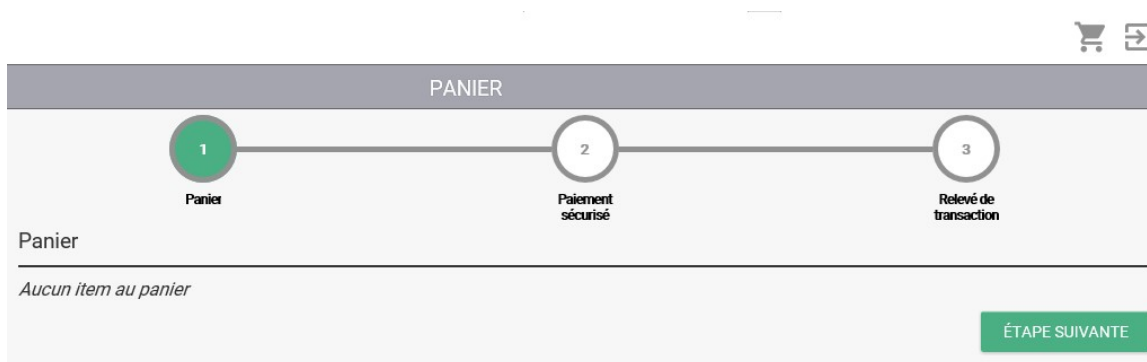 PANIER
1
2
3
Panier
Paiement
sécurisé
Relevé de
transaction
Panier
Aucun item au panier
ÉTAPE SUIVANTE